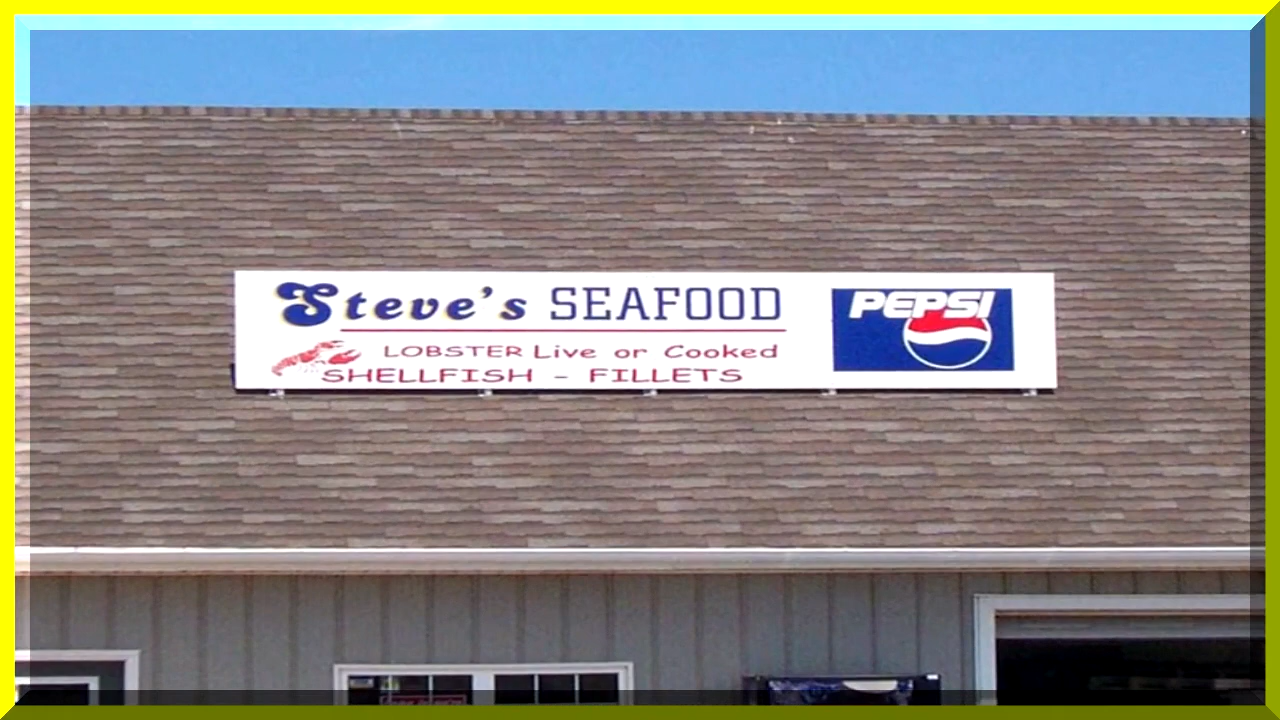 Steve's SEAFOOD
LOBSTER Live or Cooked
SHELLFISH - FILLETS
PEPSI